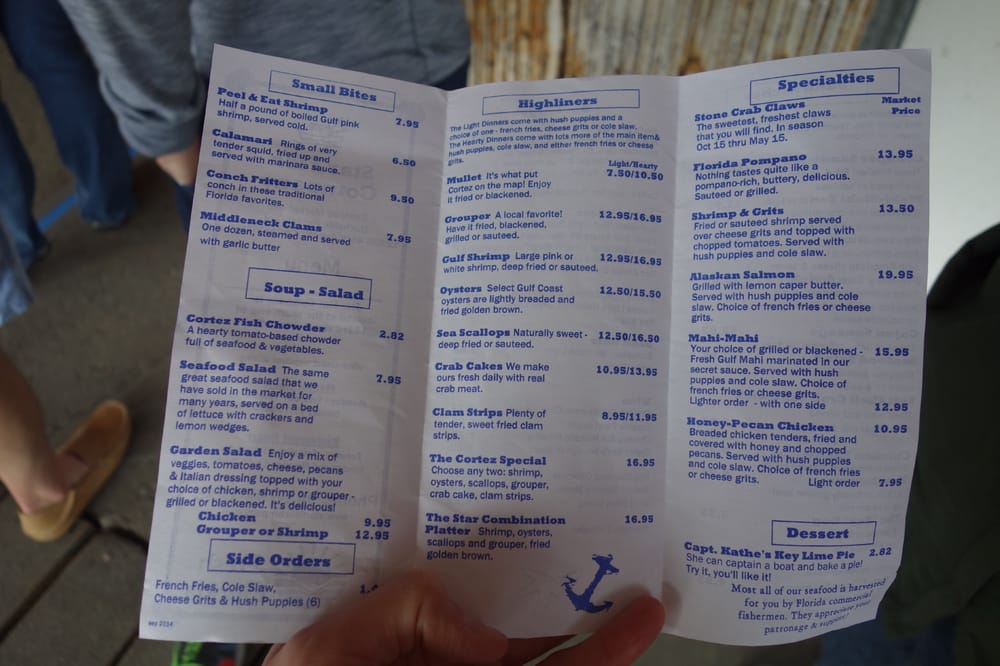 Small Bites
Peel & Eat Shrimp
Half a pound of boiled Gulf pink
shrimp, served cold. 7.95
Calamari Rings of very
tender squid, fried up and
served with marinara sauce. 6.50
Conch Fritters Lots of
conch in these traditional
Florida favorites. 9.50
Middleneck Clams
One dozen, steamed and served
with garlic butter 7.95
Soup - Salad
Cortez Fish Chowder 2.82
A hearty tomato-based chowder
full of seafood & vegetables.
Seafood Salad The same
great seafood salad that we 7.95
have sold in the market for
many years, served on a bed
of lettuce with crackers and
lemon wedges.
Garden Salad Enjoy a mix of
veggies, tomatoes, cheese, pecans
& Italian dressing topped with your
choice of chicken, shrimp or grouper -
grilled or blackened. It's delicious!
Chicken 9.95
Grouper or Shrimp 12.95
Side Orders
French Fries, Cole Slaw,
Cheese Grits & Hush Puppies (6)
sep 2014
Highliners
The Light Dinners come with hush puppies and a
choice of one - french fries, cheese grits or cole slaw.
The Hearty Dinners come with lots more of the main item&
hush puppies, cole slaw, and either french fries or cheese
grits.
Light/Hearty
Mullet It's what put 7.50/10.50
Cortez on the map! Enjoy
it fried or blackened.
Grouper A local favorite! 12.95/16.95
Have it fried, blackened,
grilled or sauteed.
Gulf Shrimp Large pink or 12.95/16.95
white shrimp, deep fried or sauteed.
Oysters Select Gulf Coast 12.50/15.50
oysters are lightly breaded and
fried golden brown.
Sea Scallops Naturally sweet - 12.50/16.50
deep fried or sauteed.
Crab Cakes We make 10.95/13.95
ours fresh daily with real
crab meat.
Clam Strips Plenty of 8.95/11.95
tender, sweet fried clam
strips.
The Cortez Special 16.95
Choose any two: shrimp,
oysters, scallops, grouper,
crab cake, clam strips.
The Star Combination 16.95
Platter Shrimp, oysters,
scallops and grouper, fried
golden brown.
Specialties
Stone Crab Claws Market
The sweetest, freshest claws Price
that you will find. In season
Oct 15 thru May 15.
Florida Pompano 13.95
Nothing tastes quite like a
pompano-rich, buttery, delicious.
Sauteed or grilled.
Shrimp & Grits 13.50
Fried or sauteed shrimp served
over cheese grits and topped with
chopped tomatoes. Served with
hush puppies and cole slaw.
Alaskan Salmon 19.95
Grilled with lemon caper butter.
Served with hush puppies and cole
slaw. Choice of french fries or cheese
grits.
Mahi-Mahi
Your choice of grilled or blackened - 15.95
Fresh Gulf Mahi marinated in our
secret sauce. Served with hush
puppies and cole slaw. Choice of
french fries or cheese grits.
Lighter order - with one side 12.95
Honey-Pecan Chicken 10.95
Breaded chicken tenders, fried and
covered with honey and chopped
pecans. Served with hush puppies
and cole slaw. Choice of french fries
or cheese grits. Light order 7.95
Dessert
Capt. Kathe's Key Lime Pie 2.82
She can captain a boat and bake a pie!
Try it, you'll like it!
Most all of our seafood is harvested
for you by Florida commercial
fishermen. They appreciate your
patronage & support!